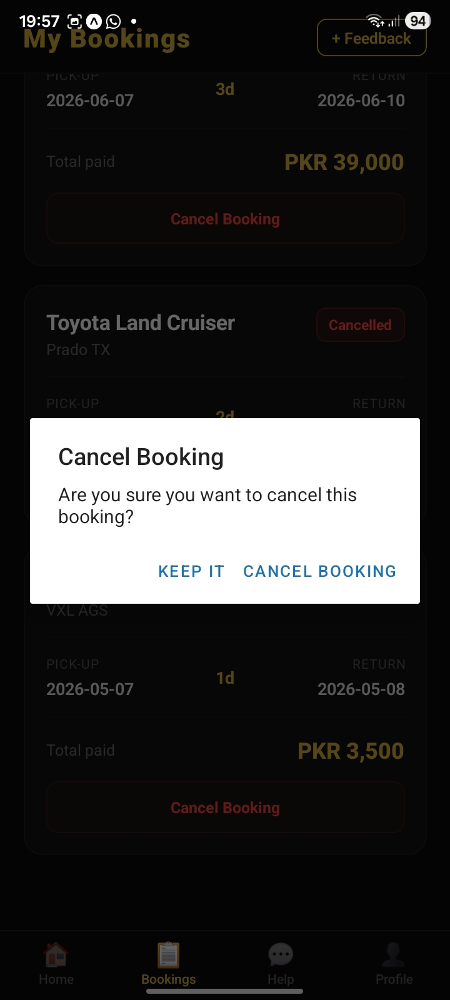 19:57
94
My Bookings
+ Feedback
PICK-UP
RETURN
3d
2026-06-07
2026-06-10
Total paid
PKR 39,000
Cancel Booking
Toyota Land Cruiser
Cancelled
Prado TX
PICK-UP
RETURN
2d
Cancel Booking
Are you sure you want to cancel this
booking?
KEEP IT CANCEL BOOKING
VXL AGS
PICK-UP
RETURN
1d
2026-05-07
2026-05-08
Total paid
PKR 3,500
Cancel Booking
Home
Bookings
Help
Profile